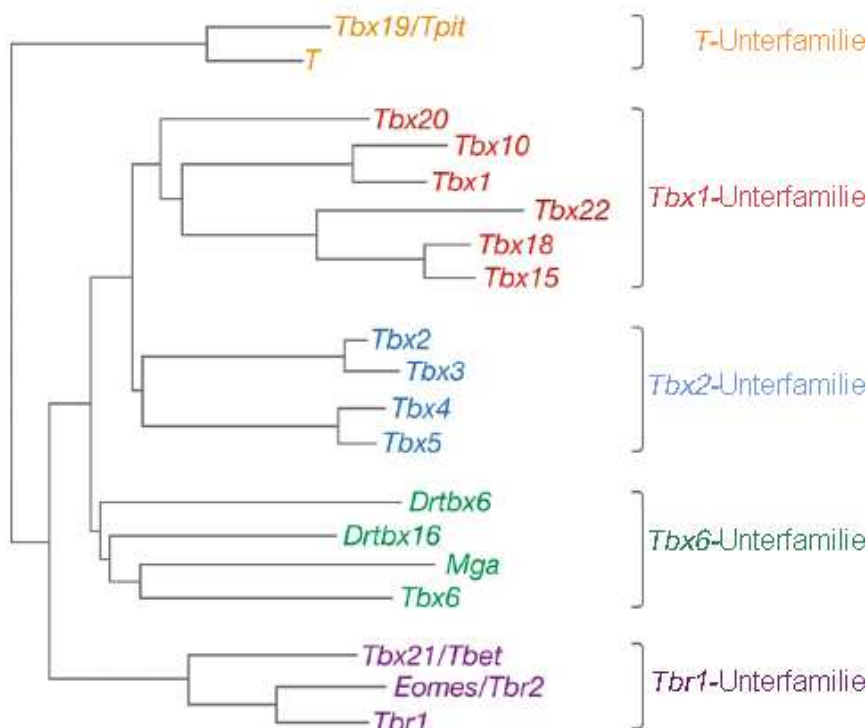 Tbx19/Tpit
T
T-Unterfamilie
Tbx20
Tbx10
Tbx1
Tbx22
Tbx18
Tbx15
Tbx1-Unterfamilie
Tbx2
Tbx3
Tbx4
Tbx5
Tbx2-Unterfamilie
Drtbx6
Drtbx16
Mga
Tbx6
Tbx6-Unterfamilie
Tbx21/Tbet
Eomes/Tbr2
Tbr1
Tbr1-Unterfamilie